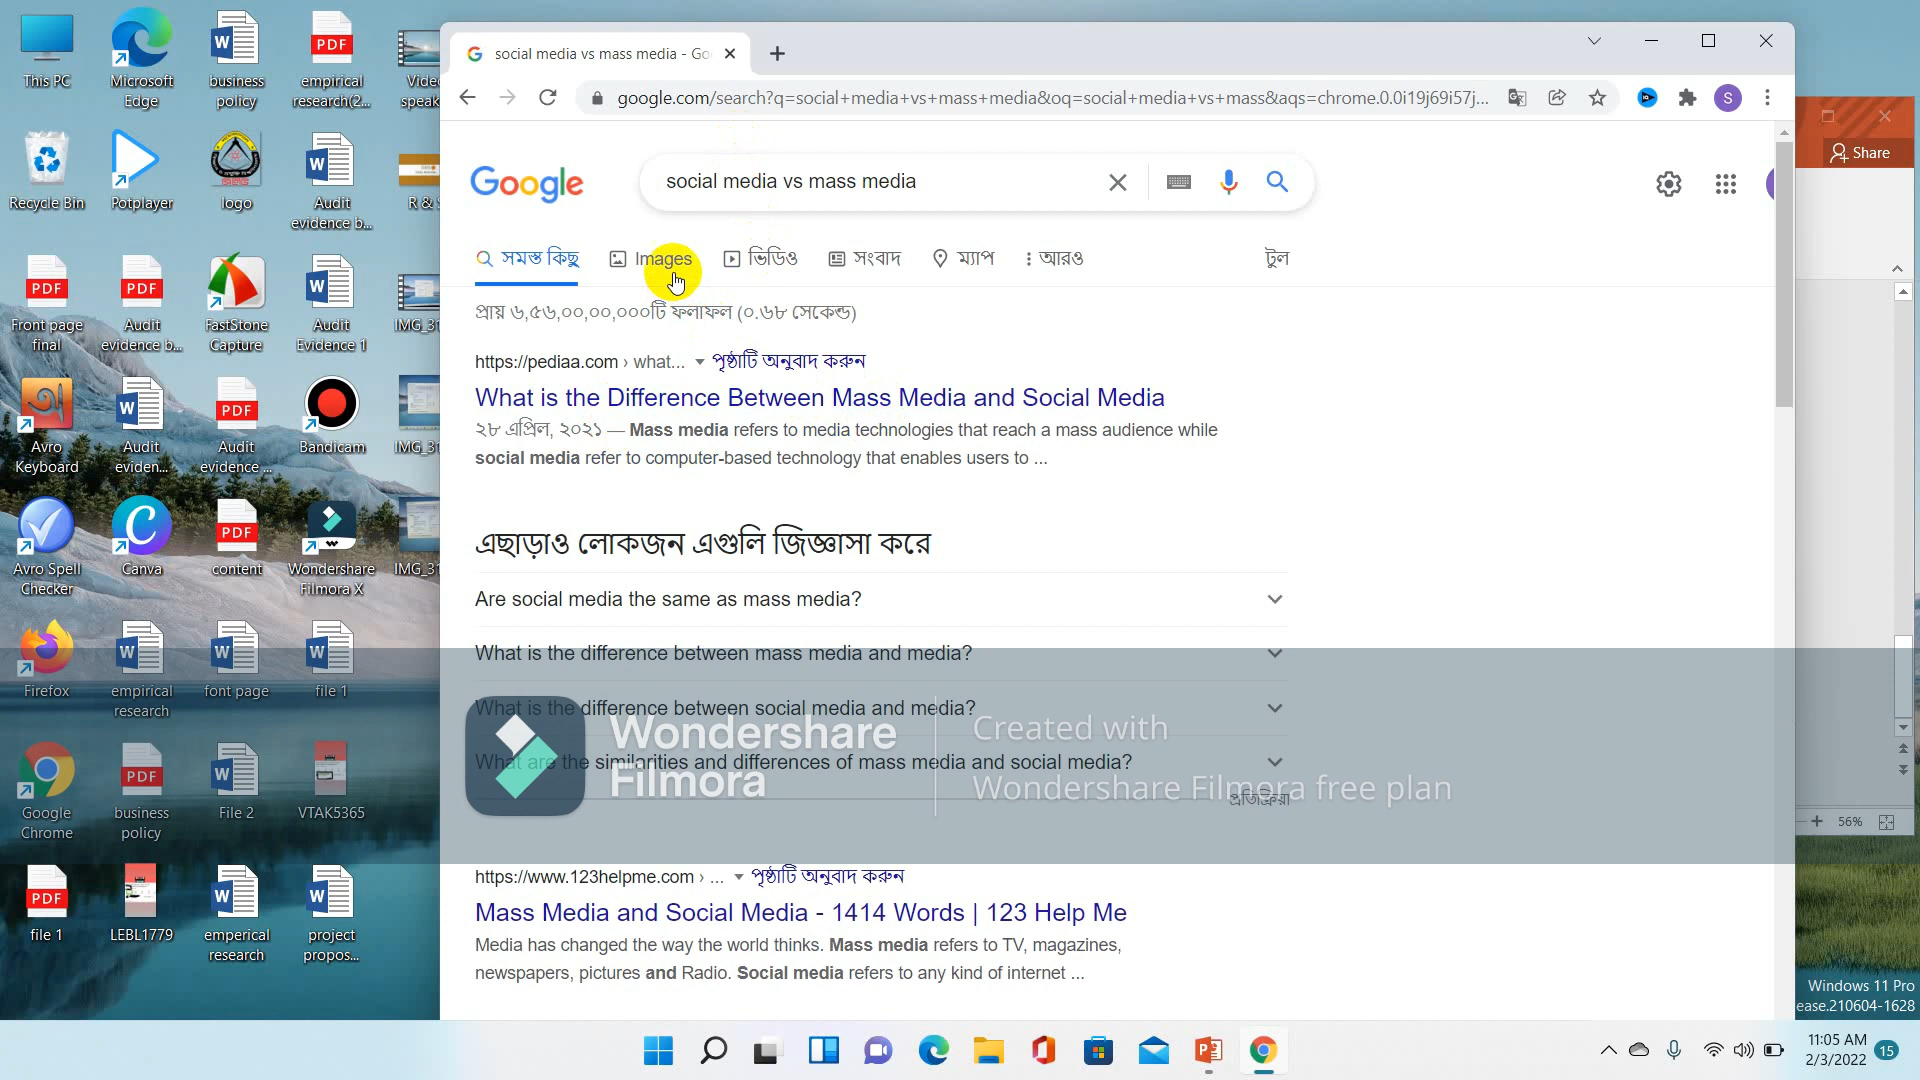 This PC
Microsoft
Edge
business
policy
empirical
research(2...
Recycle Bin
Potplayer
logo
Audit
evidence b...
R &
Front page
final
Audit
evidence b...
FastStone
Capture
Audit
Evidence 1
IMG_31
Avro
Keyboard
Audit
eviden...
Audit
evidence ...
Bandicam
IMG_31
Avro Spell
Checker
Canva
content
Wondershare
Filmora X
IMG_31
Firefox
empirical
research
font page
file 1
Google
Chrome
business
policy
File 2
VTAK5365
file 1
LEBL1779
emperical
research
project
propos...
social media vs mass media - Go
google.com/search?q=social+media+vs+mass+media&oq=social+media+vs+mass&aqs=chrome.0.0i19j69i57j...
S
Share
Google
social media vs mass media
সমস্ত কিছু Images ভিডিও সংবাদ ম্যাপ আরও টুল
প্রায় ৬,৫৬,০০,০০,০০০টি ফলাফল (০.৬৮ সেকেন্ড)
https://pediaa.com › what... পৃষ্ঠাটি অনুবাদ করুন
What is the Difference Between Mass Media and Social Media
২৮ এপ্রিল, ২০২১ — Mass media refers to media technologies that reach a mass audience while
social media refer to computer-based technology that enables users to ...
এছাড়াও লোকজন এগুলি জিজ্ঞাসা করে
Are social media the same as mass media?
What is the difference between mass media and media?
What is the difference between social media and media?
What are the similarities and differences of mass media and social media?
প্রতিক্রিয়া
Wondershare
Filmora
Created with
Wondershare Filmora free plan
https://www.123helpme.com › ... পৃষ্ঠাটি অনুবাদ করুন
Mass Media and Social Media - 1414 Words | 123 Help Me
Media has changed the way the world thinks. Mass media refers to TV, magazines,
newspapers, pictures and Radio. Social media refers to any kind of internet ...
56%
Windows 11 Pro
ease.210604-1628
11:05 AM
2/3/2022
15